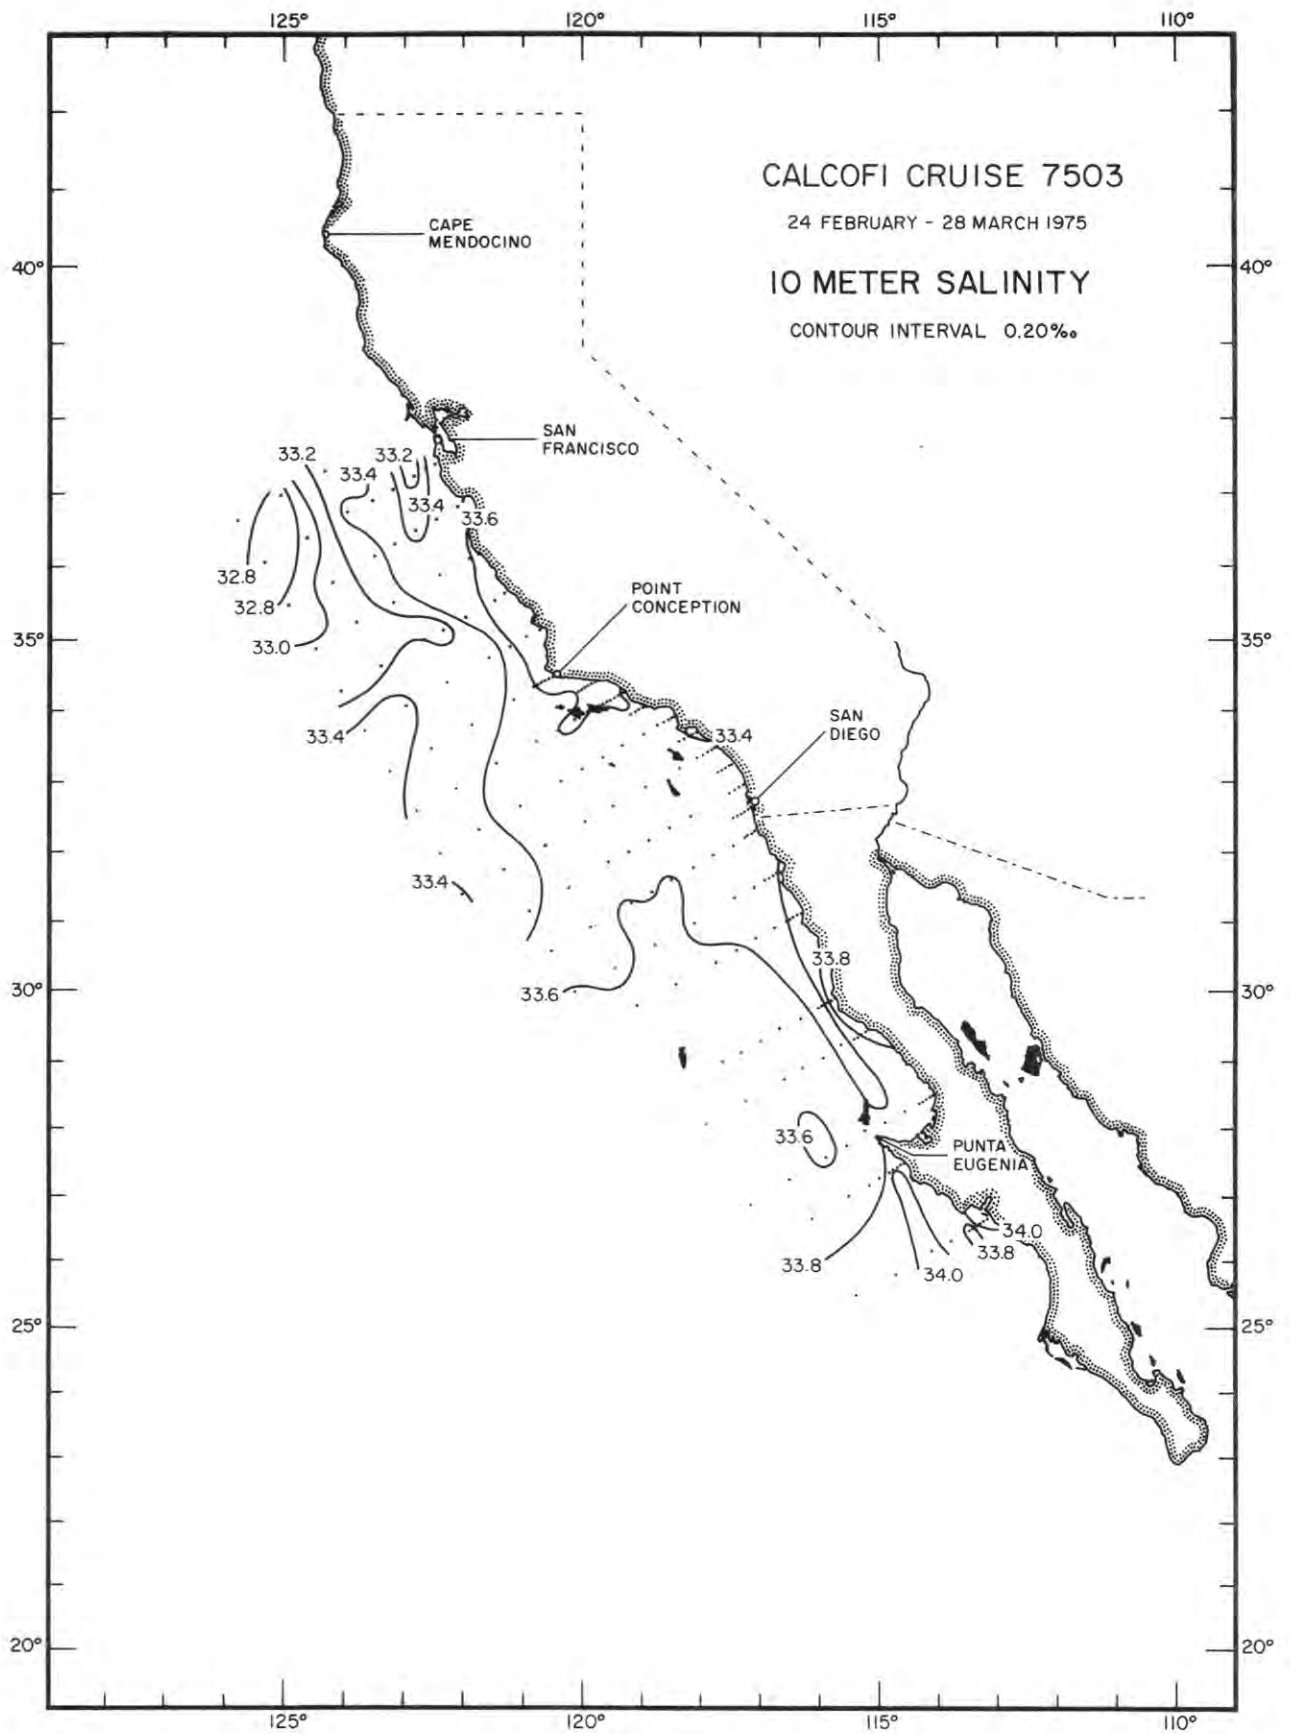 125°
120°
115°
110°
CALCOFI CRUISE 7503
24 FEBRUARY - 28 MARCH 1975
10 METER SALINITY
CONTOUR INTERVAL 0.20‰
CAPE
MENDOCINO
40°
40°
SAN
FRANCISCO
33.2
33.2
33.4
33.4
33.6
32.8
32.8
33.0
POINT
CONCEPTION
35°
35°
33.4
33.4
SAN
DIEGO
33.4
33.8
30°
30°
33.6
33.6
PUNTA
EUGENIA
34.0
33.8
33.8
34.0
25°
25°
20°
20°
125°
120°
115°
110°